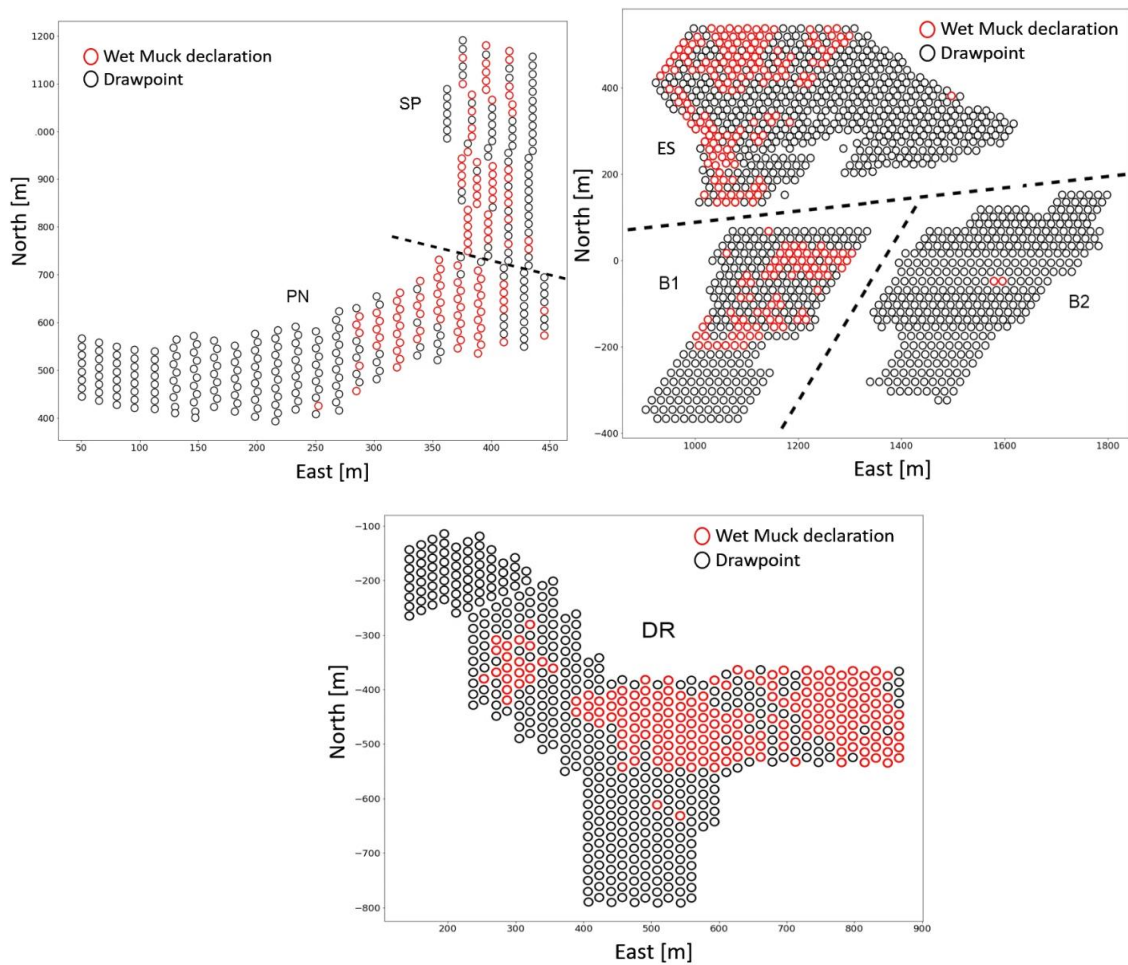 1200
1100
1000
900
800
700
600
500
400
North [m]
Wet Muck declaration
Drawpoint
SP
PN
50
100
150
200
250
300
350
400
450
East [m]
400
200
0
−200
−400
North [m]
Wet Muck declaration
Drawpoint
ES
B1
B2
1000
1200
1400
1600
1800
East [m]
−100
−200
−300
−400
−500
−600
−700
−800
North [m]
Wet Muck declaration
Drawpoint
DR
200
300
400
500
600
700
800
900
East [m]